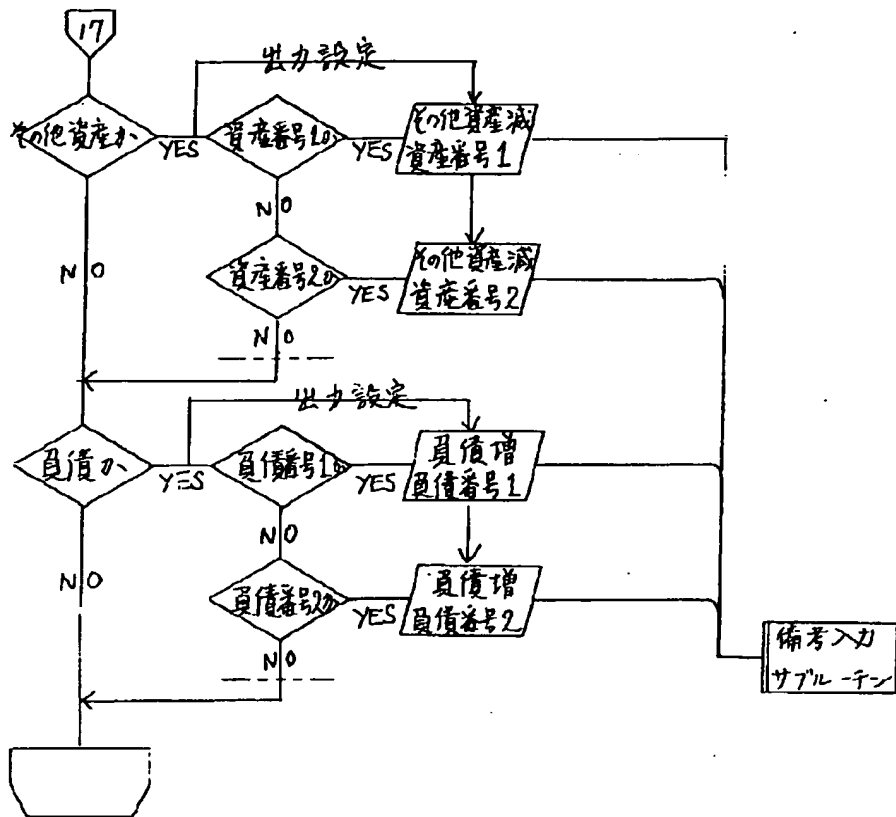 17
出力設定
その他資産か
YES
資産番号1か
YES
その他資産減
資産番号1
NO
NO
資産番号2か
YES
その他資産減
資産番号2
NO
出力設定
負債か
YES
負債番号1か
YES
負債増
負債番号1
NO
NO
負債番号2か
YES
負債増
負債番号2
NO
備考入力
サブルーチン